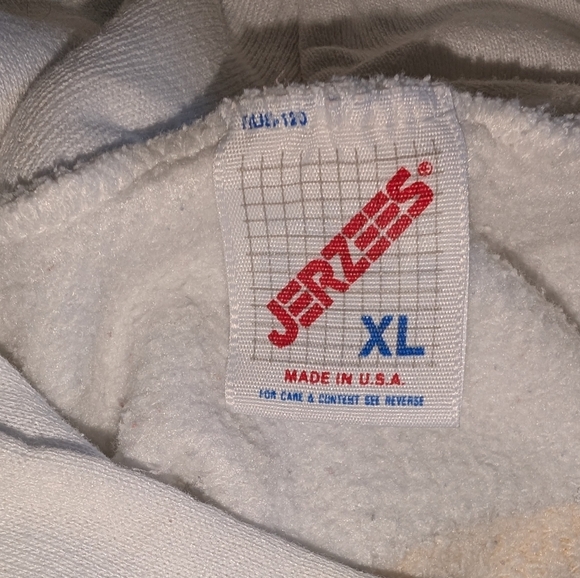 JERZEES®
XL
MADE IN U.S.A.
FOR CARE & CONTENT SEE REVERSE